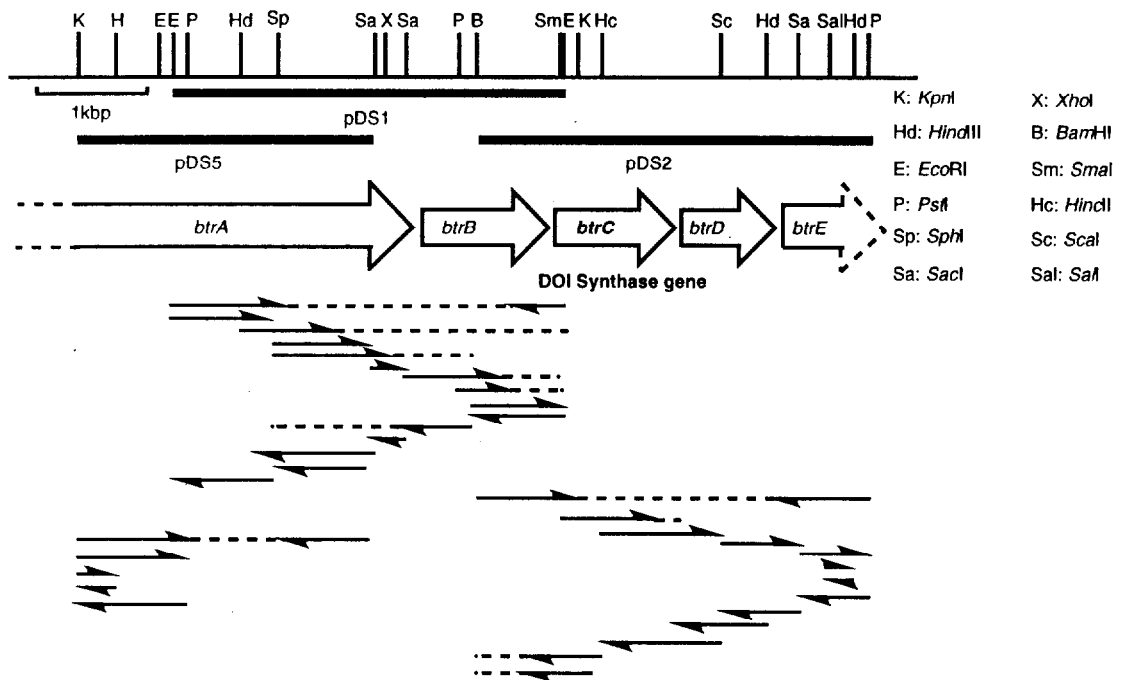 K H E E P Hd Sp Sa X Sa P B Sm E K Hc Sc Hd Sa Sal Hd P
1kbp
pDS1
pDS5
pDS2
K: KpnI X: XhoI
Hd: HindIII B: BamHI
E: EcoRI Sm: SmaI
P: PstI Hc: HincII
Sp: SphI Sc: ScaI
Sa: SacI Sal: SalI
btrA btrB btrC btrD btrE
DOI Synthase gene